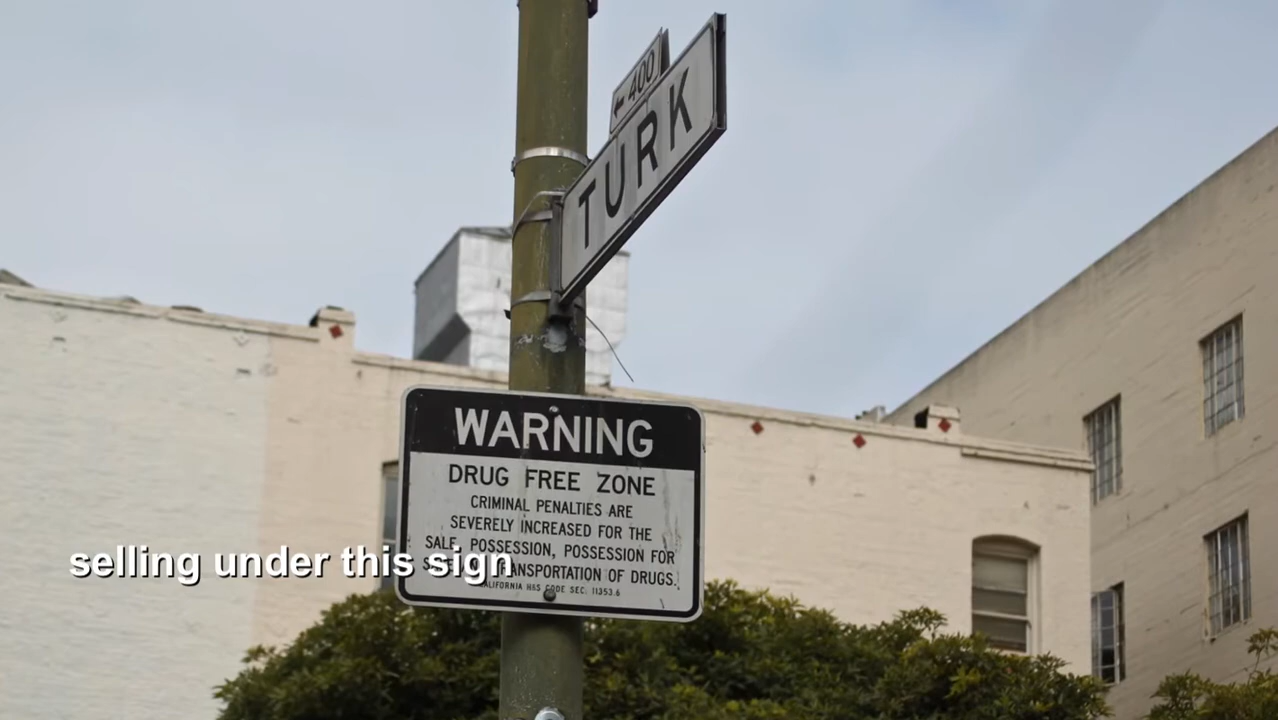 ← 400
TURK
WARNING
DRUG FREE ZONE
CRIMINAL PENALTIES ARE
SEVERELY INCREASED FOR THE
SALE, POSSESSION, POSSESSION FOR
TRANSPORTATION OF DRUGS.
CALIFORNIA H&S CODE SEC. 11353.6
selling under this sign